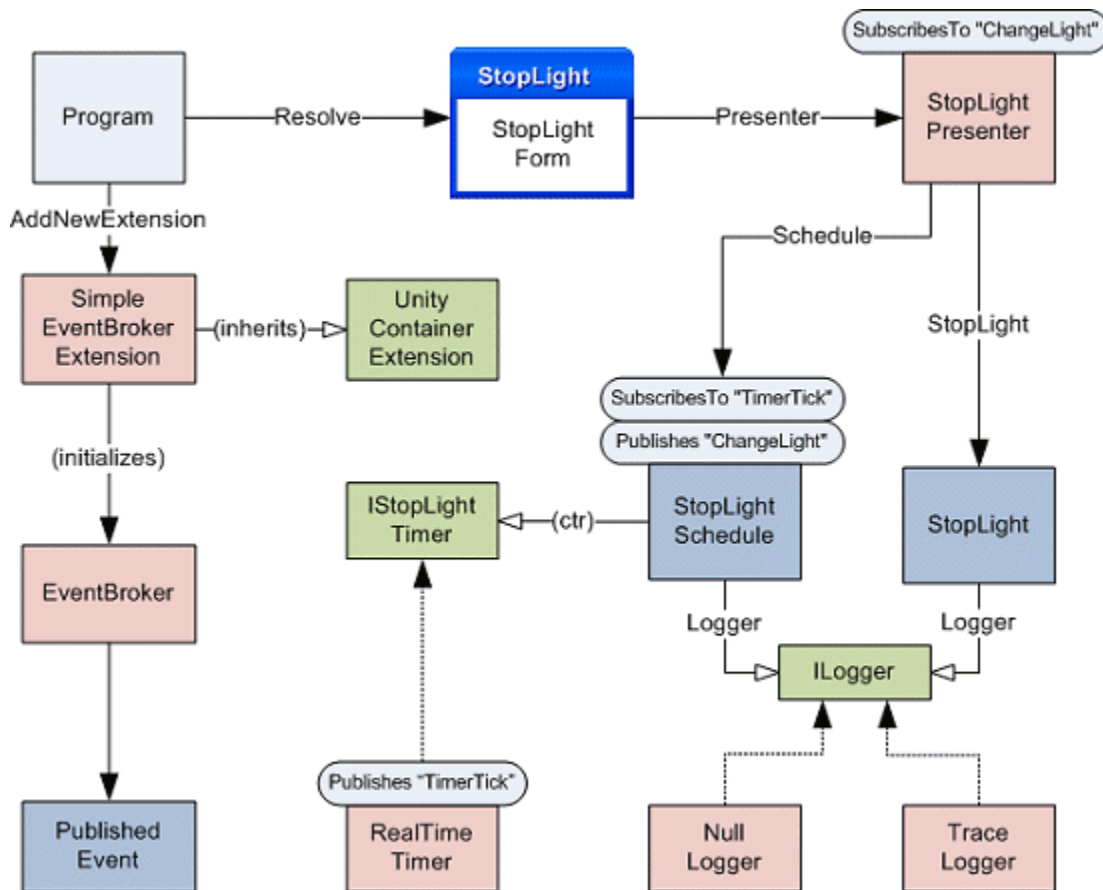 SubscribesTo "ChangeLight"
Program
Resolve
StopLight
StopLight
Form
Presenter
StopLight
Presenter
AddNewExtension
Schedule
Simple
EventBroker
Extension
(inherits)
Unity
Container
Extension
StopLight
SubscribesTo "TimerTick"
Publishes "ChangeLight"
(initializes)
IStopLight
Timer
(ctr)
StopLight
Schedule
StopLight
EventBroker
Logger
Logger
ILogger
Publishes "TimerTick"
Published
Event
RealTime
Timer
Null
Logger
Trace
Logger